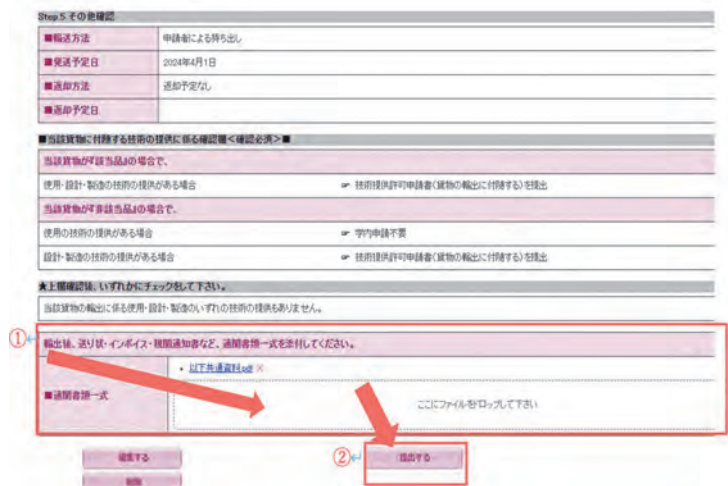 Step.5 その他確認
■輸送方法 申請者による持ち出し
■発送予定日 2024年4月1日
■返却方法 返却予定なし
■返却予定日
■当該貨物に付随する技術の提供に係る確認欄<確認必須>■
当該貨物が『該当品』の場合で、
使用・設計・製造の技術の提供がある場合 ☞ 技術提供許可申請書(貨物の輸出に付随する)を提出
当該貨物が『非該当品』の場合で、
使用の技術の提供がある場合 ☞ 学内申請不要
設計・製造の技術の提供がある場合 ☞ 技術提供許可申請書(貨物の輸出に付随する)を提出
★上欄確認後、いずれかにチェックをして下さい。
当該貨物の輸出に係る使用・設計・製造のいずれの技術の提供もありません。
①
輸出後、送り状・インボイス・税関通知書など、通関書類一式を添付してください。
・ 以下共通資料.pdf ×
■通関書類一式 ここにファイルをドロップして下さい
編集する ② 提出する
削除